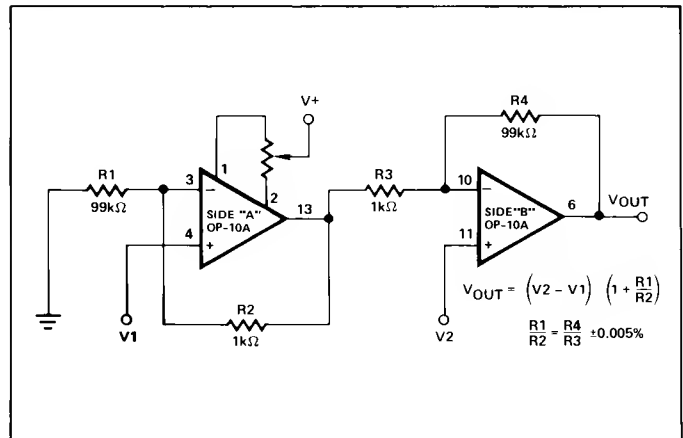 V+
R1
99kΩ
3
−
1
2
SIDE "A"
OP-10A
4
+
13
R2
1kΩ
V1
R3
1kΩ
R4
99kΩ
10
−
SIDE "B"
OP-10A
11
+
6
VOUT
V2
VOUT = (V2 − V1) (1 + R1/R2)
R1/R2 = R4/R3 ±0.005%